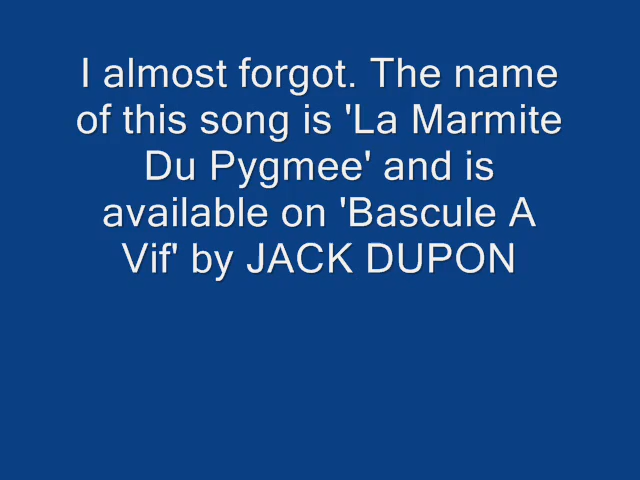 I almost forgot. The name
of this song is 'La Marmite
Du Pygmee' and is
available on 'Bascule A
Vif' by JACK DUPON